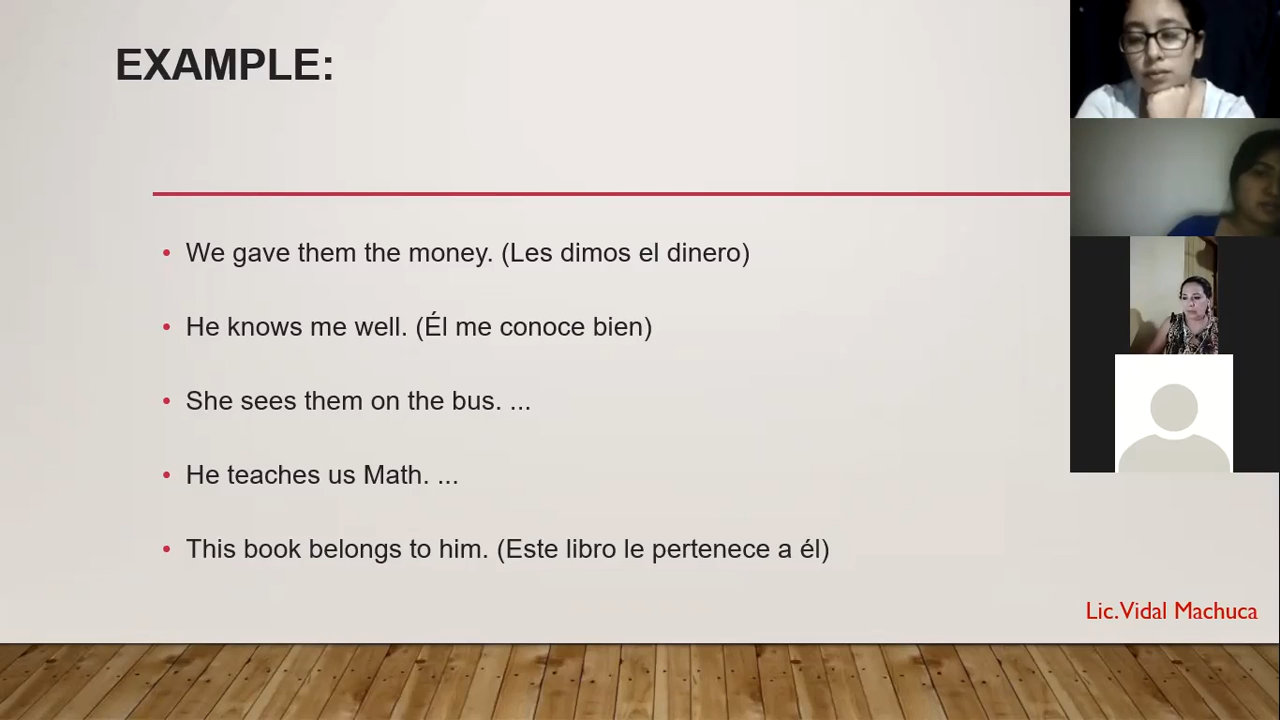 EXAMPLE:
We gave them the money. (Les dimos el dinero)
He knows me well. (Él me conoce bien)
She sees them on the bus. ...
He teaches us Math. ...
This book belongs to him. (Este libro le pertenece a él)
Lic.Vidal Machuca